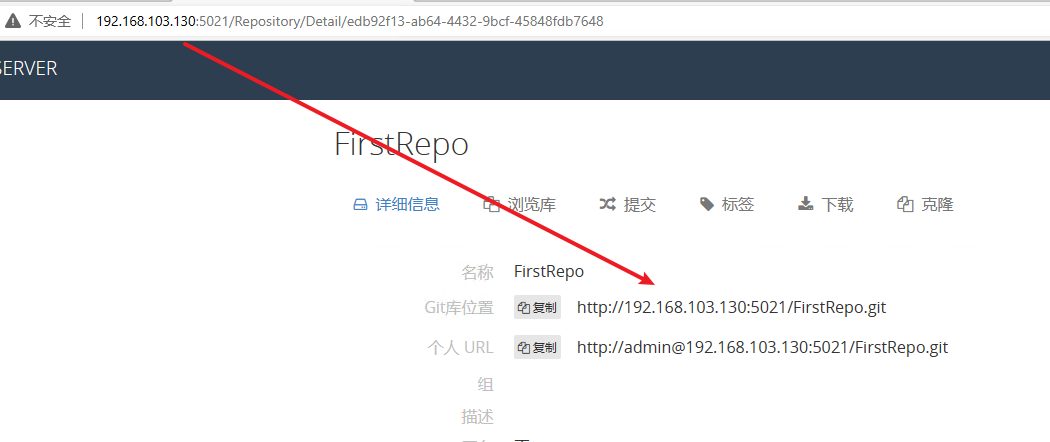 不安全 192.168.103.130:5021/Repository/Detail/edb92f13-ab64-4432-9bcf-45848fdb7648
SERVER
FirstRepo
详细信息 浏览库 提交 标签 下载 克隆
名称 FirstRepo
Git库位置 复制 http://192.168.103.130:5021/FirstRepo.git
个人 URL 复制 http://admin@192.168.103.130:5021/FirstRepo.git
组
描述